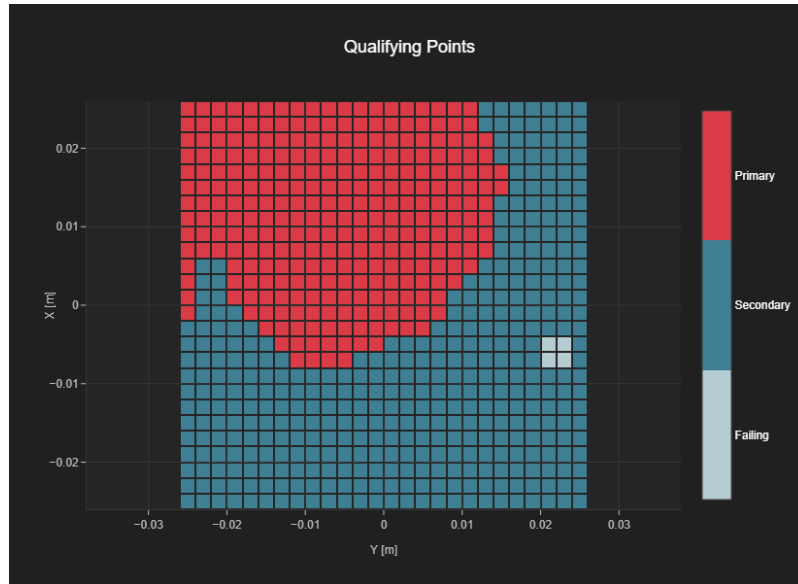 Qualifying Points
0.02
0.01
0
−0.01
−0.02
X [m]
−0.03
−0.02
−0.01
0
0.01
0.02
0.03
Y [m]
Primary
Secondary
Failing